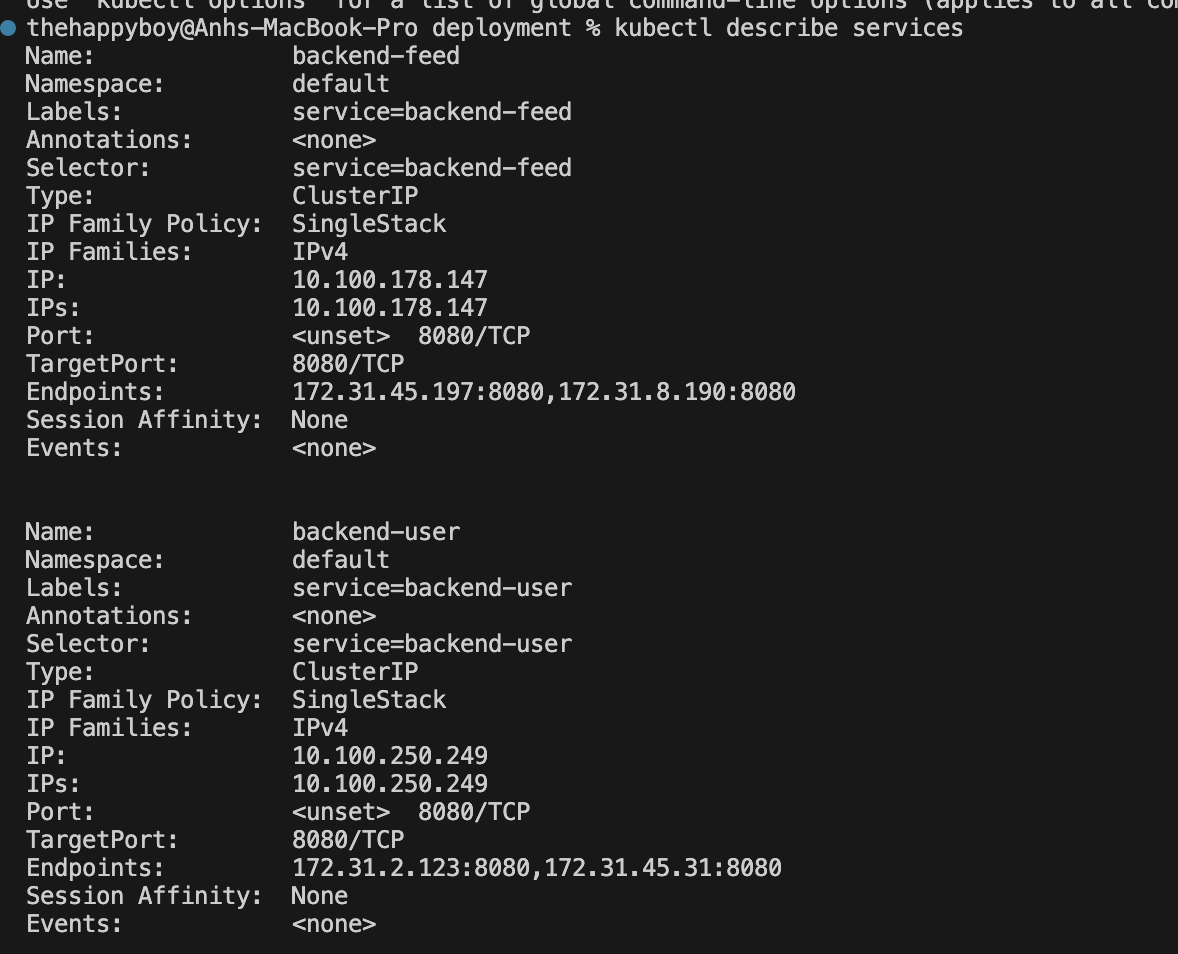 use "kubectl options" for a list of global command-line options (applies to all
thehappyboy@Anhs-MacBook-Pro deployment % kubectl describe services
Name: backend-feed
Namespace: default
Labels: service=backend-feed
Annotations: <none>
Selector: service=backend-feed
Type: ClusterIP
IP Family Policy: SingleStack
IP Families: IPv4
IP: 10.100.178.147
IPs: 10.100.178.147
Port: <unset> 8080/TCP
TargetPort: 8080/TCP
Endpoints: 172.31.45.197:8080,172.31.8.190:8080
Session Affinity: None
Events: <none>
Name: backend-user
Namespace: default
Labels: service=backend-user
Annotations: <none>
Selector: service=backend-user
Type: ClusterIP
IP Family Policy: SingleStack
IP Families: IPv4
IP: 10.100.250.249
IPs: 10.100.250.249
Port: <unset> 8080/TCP
TargetPort: 8080/TCP
Endpoints: 172.31.2.123:8080,172.31.45.31:8080
Session Affinity: None
Events: <none>